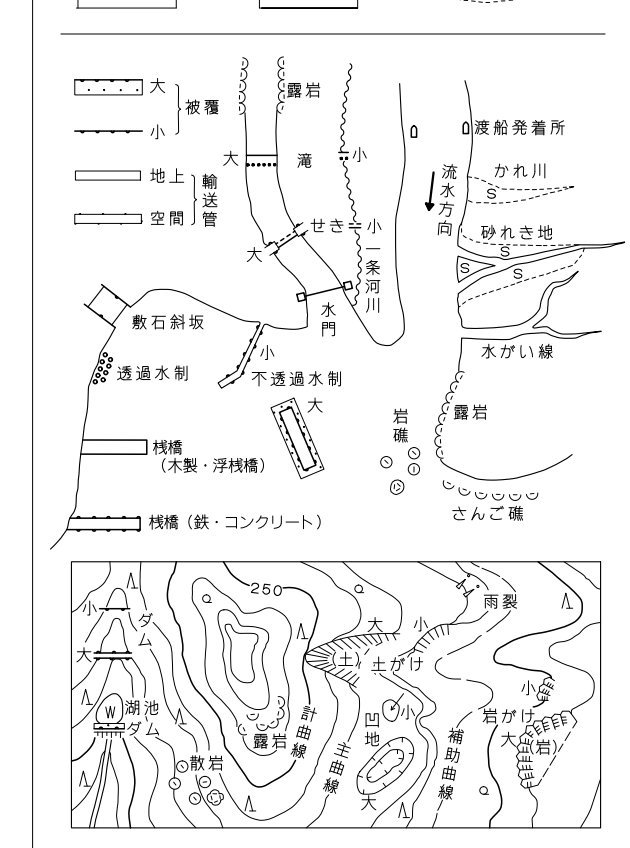 大
被覆
小
地上
輸送管
空間
露岩
大
滝
小
せき
小
大
一条河川
水門
渡船発着所
流水方向
かれ川
S
砂れき地
S
S
S
水がい線
敷石斜坂
透過水制
小
不透過水制
大
桟橋
（木製・浮桟橋）
岩礁
露岩
さんご礁
桟橋（鉄・コンクリート）
250
小
ダム
大
W
湖池
ダム
散岩
露岩
計曲線
主曲線
大
小
(土)
土がけ
雨裂
凹地
小
大
補助曲線
小
岩がけ
大
(岩)